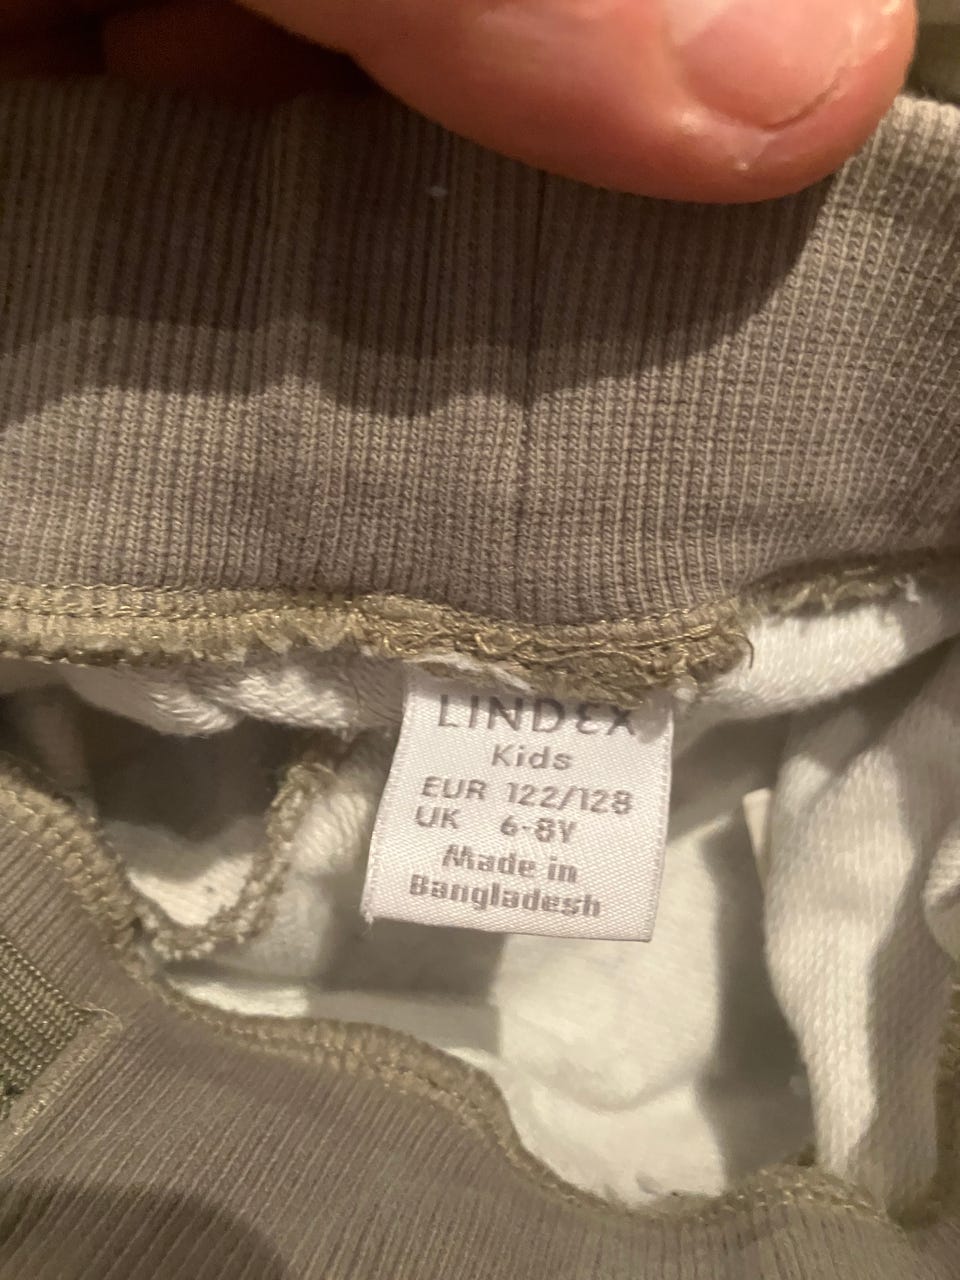 LINDEX
Kids
EUR 122/128
UK 6-8Y
Made in
Bangladesh